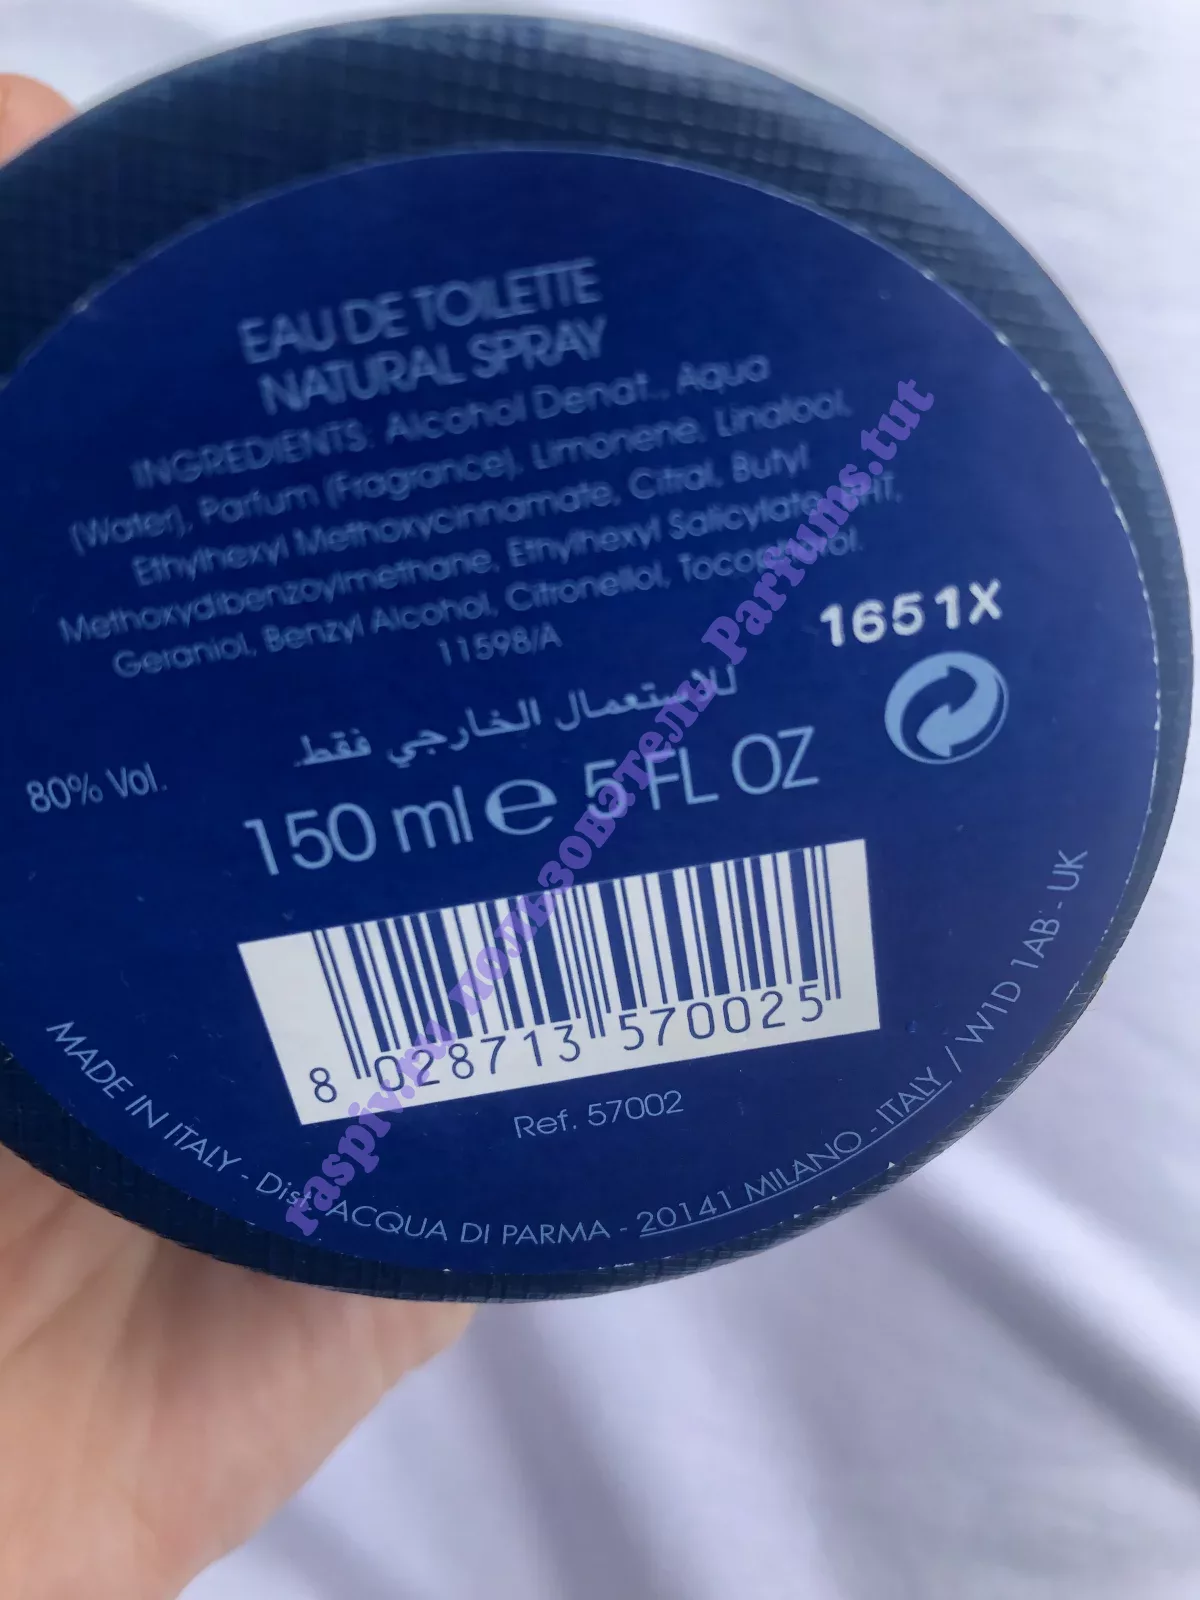 EAU DE TOILETTE
NATURAL SPRAY
INGREDIENTS: Alcohol Denat., Aqua
(Water), Parfum (Fragrance), Limonene, Linalool,
Ethylhexyl Methoxycinnamate, Citral, Butyl
Methoxydibenzoylmethane, Ethylhexyl Salicylate, BHT,
Geraniol, Benzyl Alcohol, Citronellol, Tocopherol.
11598/A
1651X
للاستعمال الخارجي فقط
80% Vol.
150 ml e 5 FL OZ
8 028713 570025
Ref. 57002
MADE IN ITALY - Dist. ACQUA DI PARMA - 20141 MILANO - ITALY / W1D 1AB - UK
raspiv.ru пользователь Parfums.tut